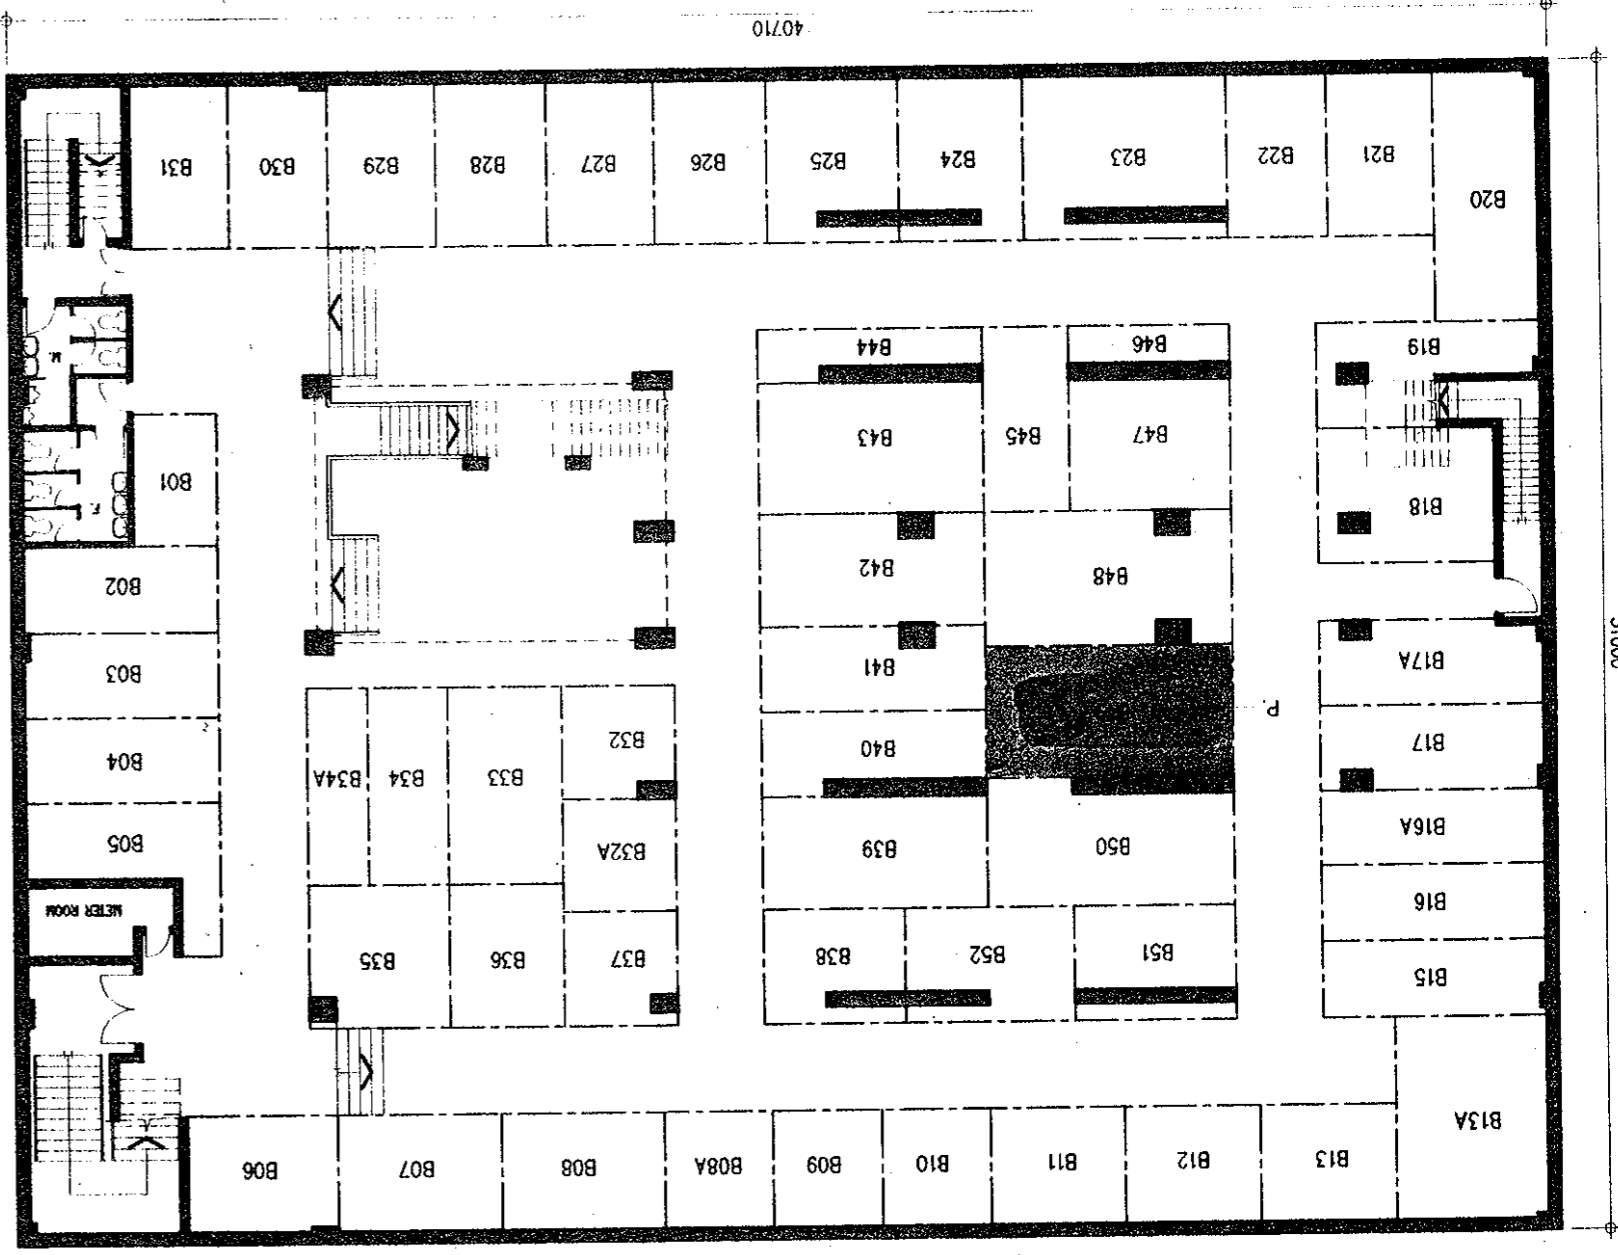 B13A B13 B12 B11 B10 B09 B08A B08 B07 B06
B15 B51 B52 B38 B37 B36 B35
B16 METER ROOM
B16A B50 B39 B32A B05
B17 P. B40 B32 B33 B34 B34A B04
B17A B41 B03
B48 B42 B02
B18 F.
B47 B45 B43 B01
B19 B46 B44 M.
B20
B21 B22 B23 B24 B25 B26 B27 B28 B29 B30 B31
40710